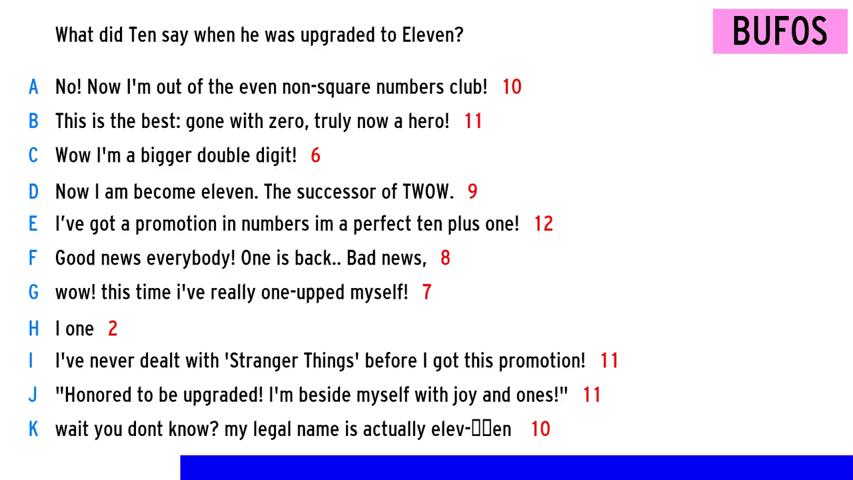 What did Ten say when he was upgraded to Eleven?
BUFOS
A No! Now I'm out of the even non-square numbers club! 10
B This is the best: gone with zero, truly now a hero! 11
C Wow I'm a bigger double digit! 6
D Now I am become eleven. The successor of TWOW. 9
E I’ve got a promotion in numbers im a perfect ten plus one! 12
F Good news everybody! One is back.. Bad news, 8
G wow! this time i've really one-upped myself! 7
H I one 2
I I've never dealt with 'Stranger Things' before I got this promotion! 11
J "Honored to be upgraded! I'm beside myself with joy and ones!" 11
K wait you dont know? my legal name is actually elev-▯▯en 10